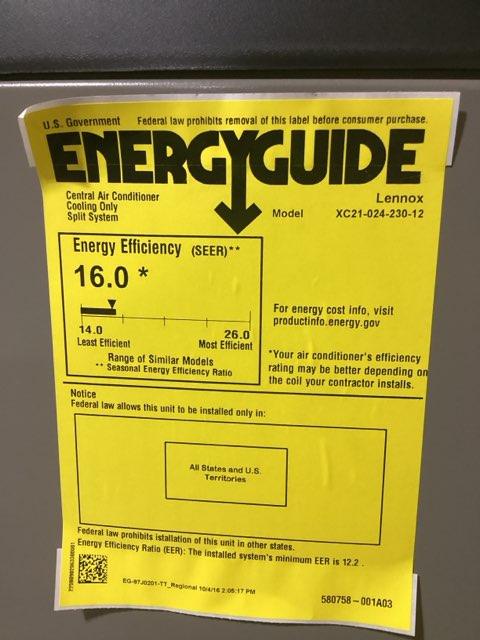 U.S. Government Federal law prohibits removal of this label before consumer purchase.
ENERGYGUIDE
Central Air Conditioner
Cooling Only
Split System
Lennox
Model XC21-024-230-12
Energy Efficiency (SEER)**
16.0 *
14.0 26.0
Least Efficient Most Efficient
Range of Similar Models
** Seasonal Energy Efficiency Ratio
For energy cost info, visit
productinfo.energy.gov
*Your air conditioner's efficiency
rating may be better depending on
the coil your contractor installs.
Notice
Federal law allows this unit to be installed only in:
All States and U.S.
Territories
Federal law prohibits istallation of this unit in other states.
Energy Efficiency Ratio (EER): The installed system's minimum EER is 12.2 .
EG-87J0201-TT_Regional 10/4/16 2:05:17 PM
580758-001A03